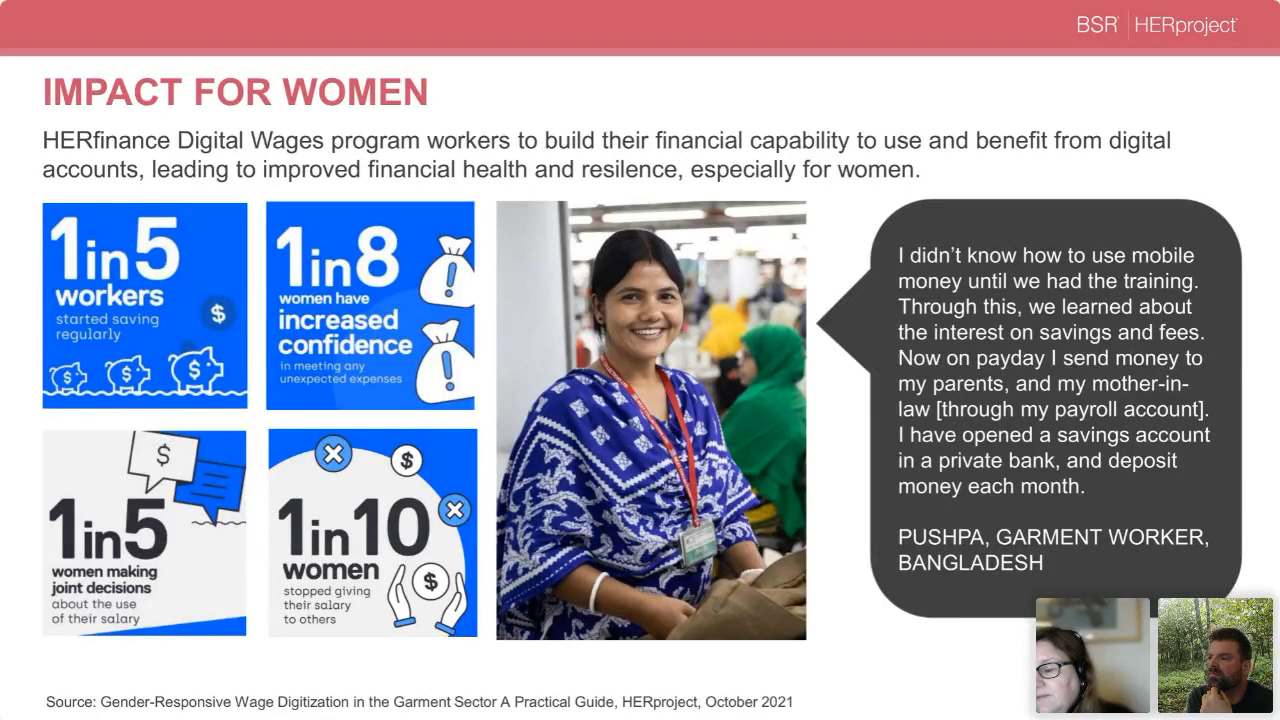 BSR | HERproject
IMPACT FOR WOMEN
HERfinance Digital Wages program workers to build their financial capability to use and benefit from digital
accounts, leading to improved financial health and resilence, especially for women.
1in5
workers
started saving
regularly
$
1in8
women have
increased
confidence
in meeting any
unexpected expenses
$
1in5
women making
joint decisions
about the use
of their salary
$
1in10
women
stopped giving
their salary
to others
$
I didn’t know how to use mobile
money until we had the training.
Through this, we learned about
the interest on savings and fees.
Now on payday I send money to
my parents, and my mother-in-
law [through my payroll account].
I have opened a savings account
in a private bank, and deposit
money each month.
PUSHPA, GARMENT WORKER,
BANGLADESH
Source: Gender-Responsive Wage Digitization in the Garment Sector A Practical Guide, HERproject, October 2021